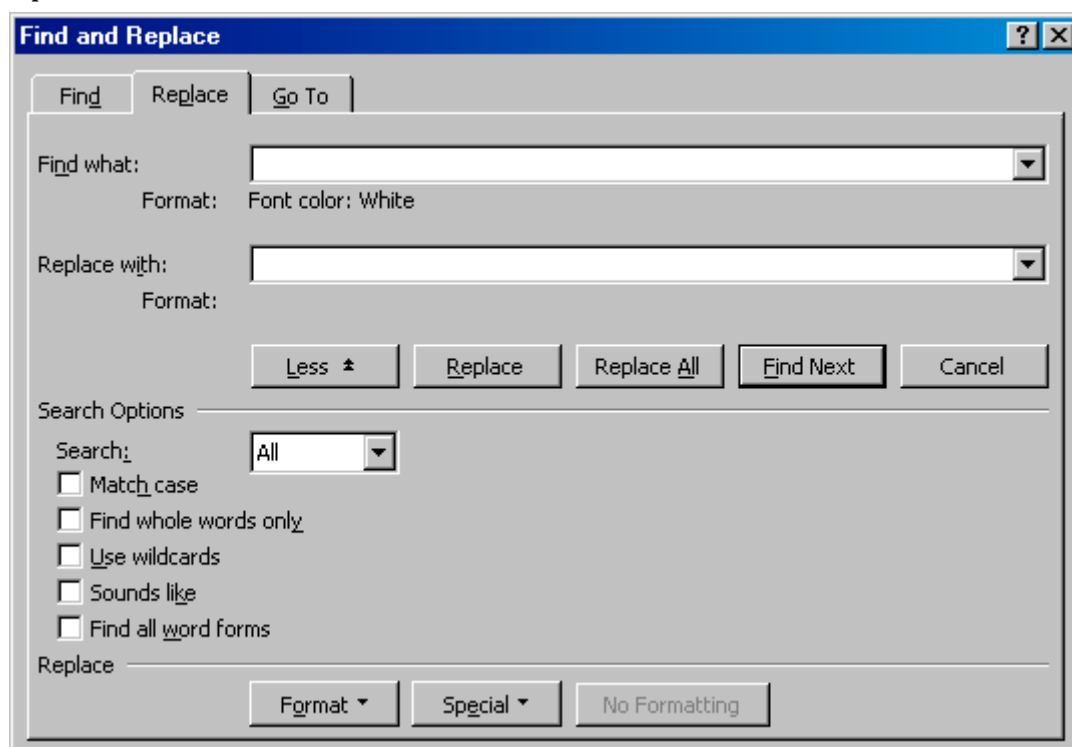 Find and Replace
Find Replace Go To
Find what:
Format: Font color: White
Replace with:
Format:
Less Replace Replace All Find Next Cancel
Search Options
Search: All
Match case
Find whole words only
Use wildcards
Sounds like
Find all word forms
Replace
Format Special No Formatting